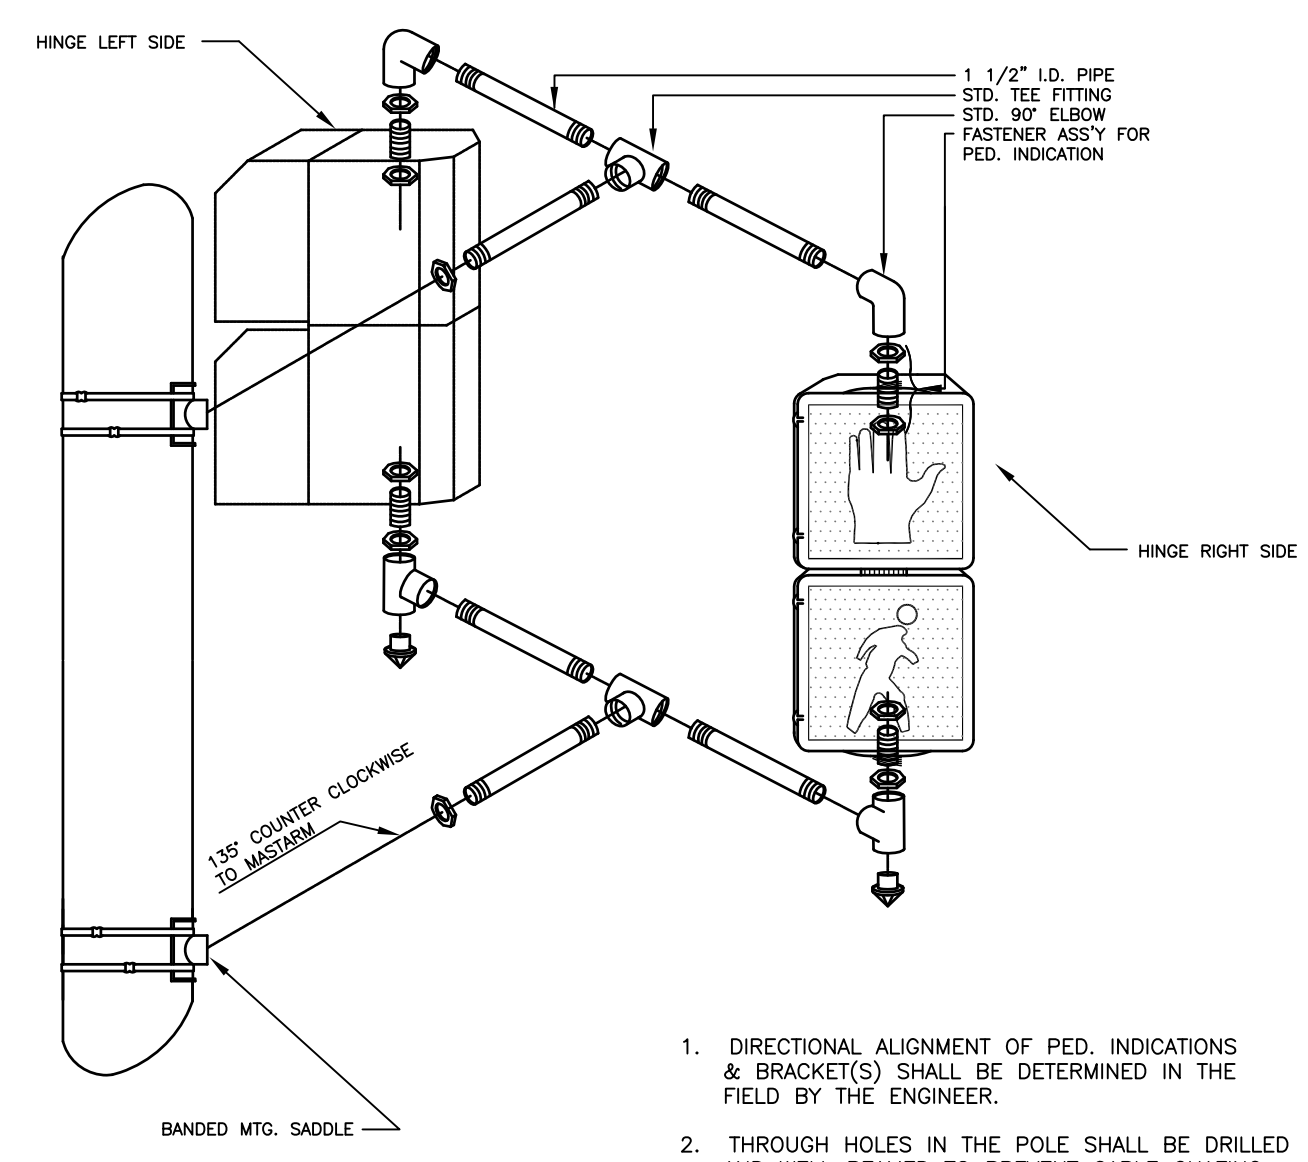 HINGE LEFT SIDE
1 1/2" I.D. PIPE
STD. TEE FITTING
STD. 90° ELBOW
FASTENER ASS'Y FOR
PED. INDICATION
HINGE RIGHT SIDE
135° COUNTER CLOCKWISE
TO MASTARM
BANDED MTG. SADDLE
1. DIRECTIONAL ALIGNMENT OF PED. INDICATIONS
& BRACKET(S) SHALL BE DETERMINED IN THE
FIELD BY THE ENGINEER.
2. THROUGH HOLES IN THE POLE SHALL BE DRILLED